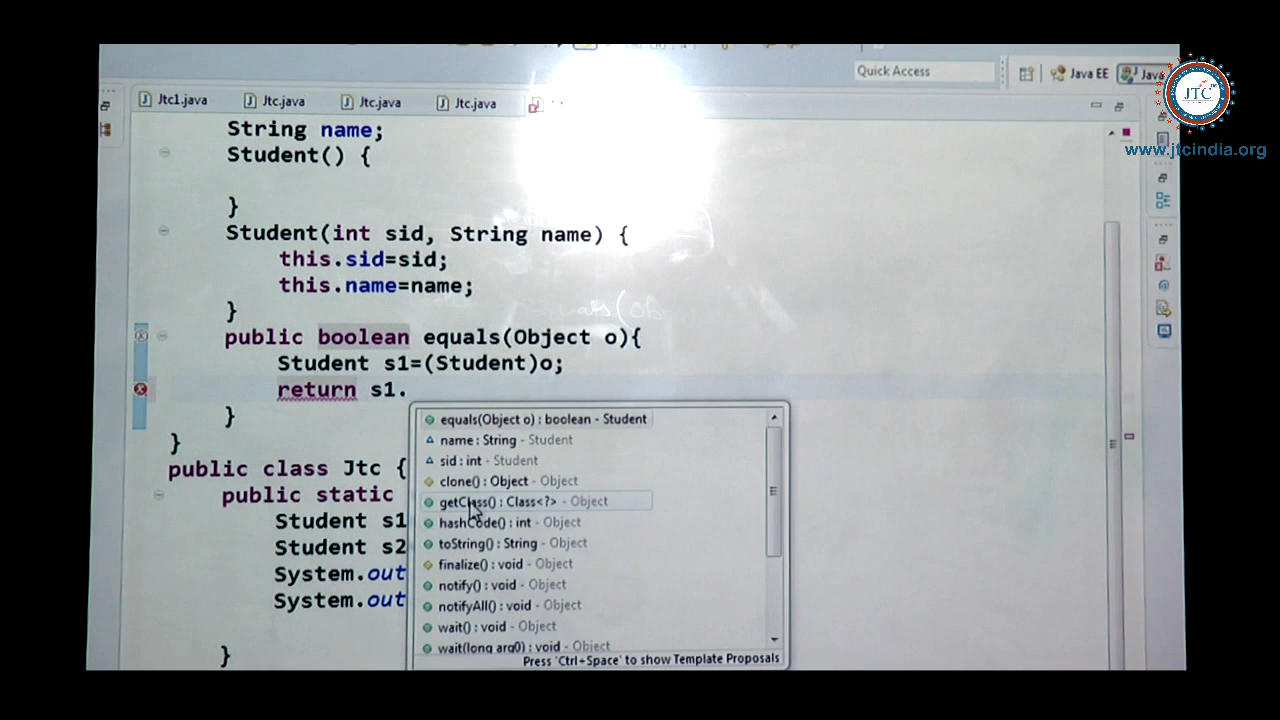 Quick Access
Java EE
Java
JTC
www.jtcindia.org
Jtc1.java
Jtc.java
Jtc.java
Jtc.java
String name;
Student() {
}
Student(int sid, String name) {
this.sid=sid;
this.name=name;
}
public boolean equals(Object o){
Student s1=(Student)o;
return s1.
}
}
public class Jtc {
public static
Student s1
Student s2
System.out
System.out
}
equals(Object o) : boolean - Student
name : String - Student
sid : int - Student
clone() : Object - Object
getClass() : Class<?> - Object
hashCode() : int - Object
toString() : String - Object
finalize() : void - Object
notify() : void - Object
notifyAll() : void - Object
wait() : void - Object
wait(long arg0) : void - Object
Press 'Ctrl+Space' to show Template Proposals